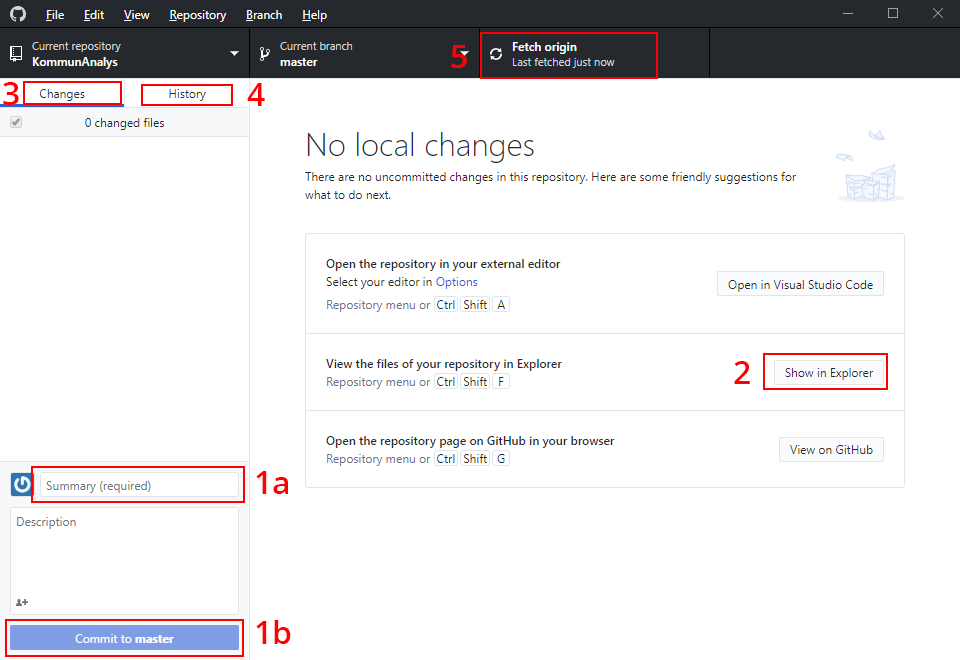 File Edit View Repository Branch Help
Current repository
KommunAnalys
Current branch
master
5
Fetch origin
Last fetched just now
3
Changes
History
4
0 changed files
No local changes
There are no uncommitted changes in this repository. Here are some friendly suggestions for
what to do next.
Open the repository in your external editor
Select your editor in Options
Repository menu or Ctrl Shift A
Open in Visual Studio Code
View the files of your repository in Explorer
Repository menu or Ctrl Shift F
2
Show in Explorer
Open the repository page on GitHub in your browser
Repository menu or Ctrl Shift G
View on GitHub
Summary (required)
1a
Description
Commit to master
1b